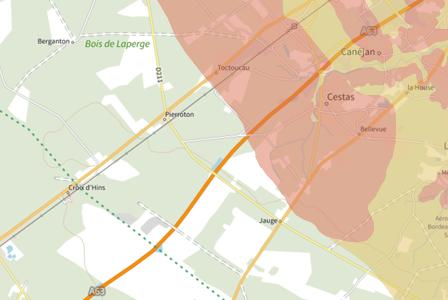 A63
Berganton
Bois de Laperge
Canéjan
Toctoucau
D211
la House
Cestas
Pierroton
Bellevue
Croix d'Hins
Jauge
A63